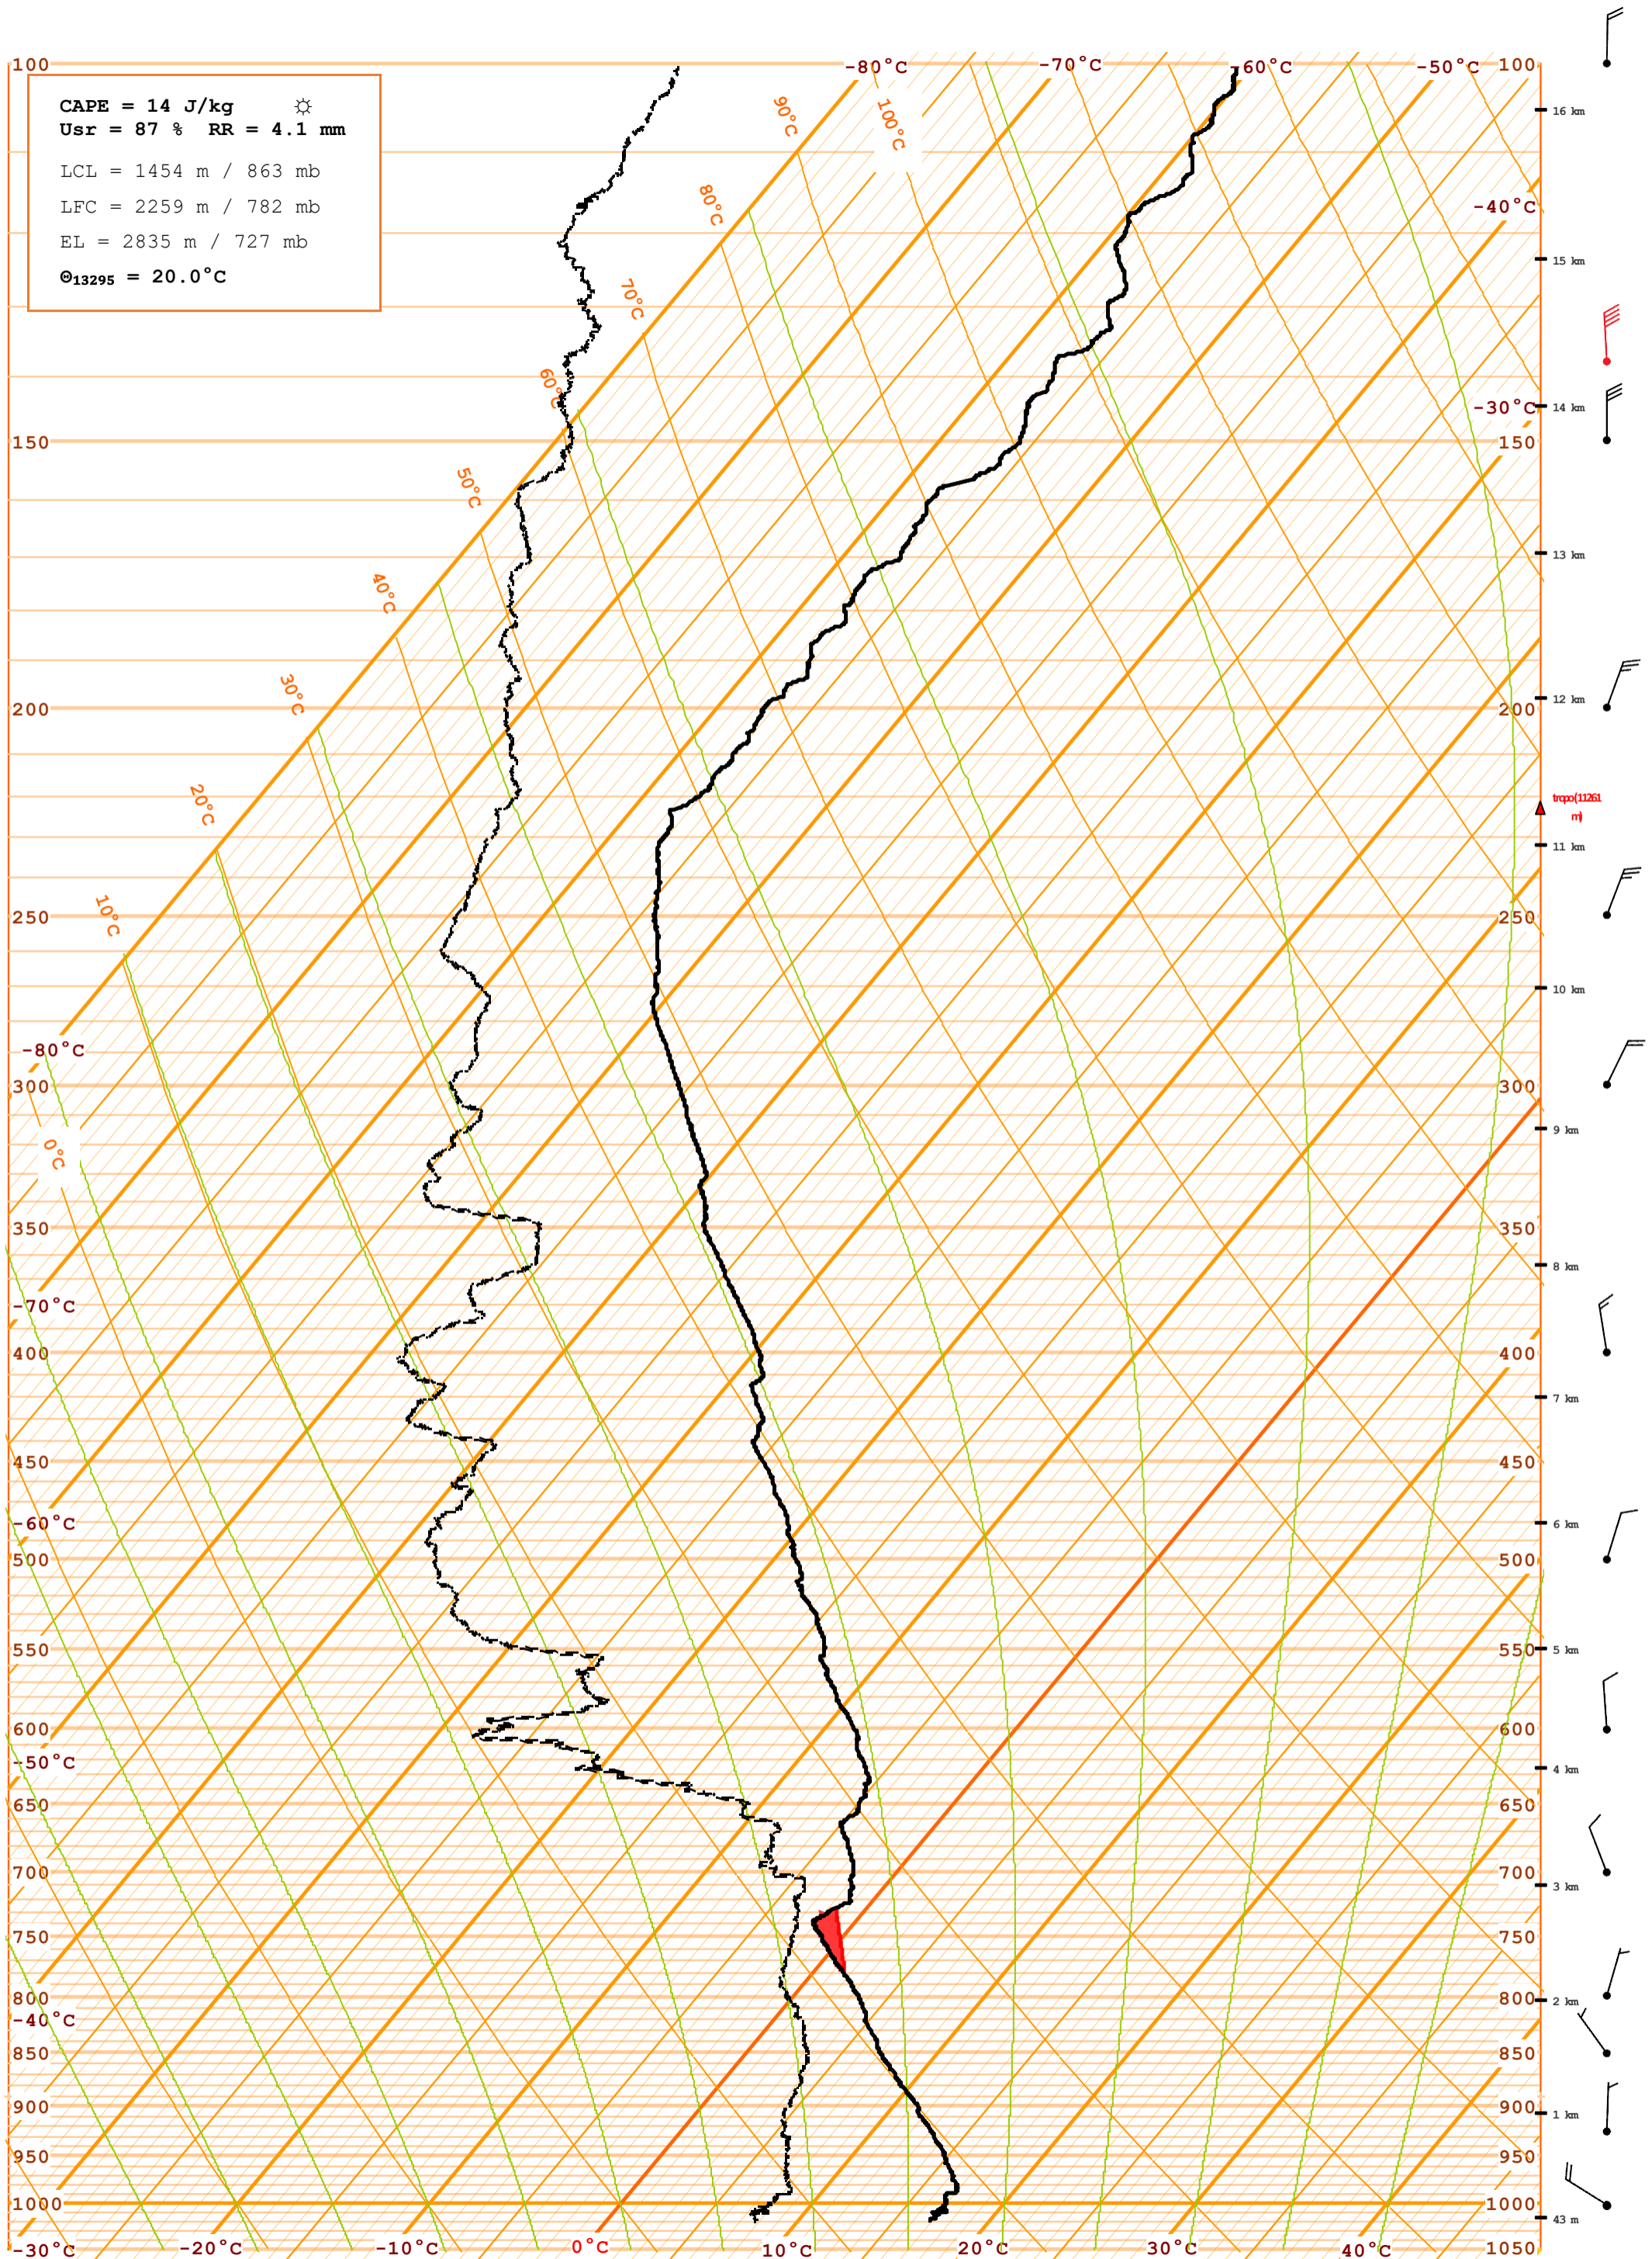 -80°C -70°C -60°C -50°C
100 100
CAPE = 14 J/kg ☼
Usr = 87 % RR = 4.1 mm
LCL = 1454 m / 863 mb
LFC = 2259 m / 782 mb
EL = 2835 m / 727 mb
Θ13295 = 20.0°C
90°C 100°C
16 km
80°C
-40°C
15 km
70°C
60°C
-30°C
14 km
150 150
50°C
13 km
40°C
30°C
12 km
200 200
20°C
tropo(11261
m)
11 km
10°C
250 250
10 km
-80°C
300 300
9 km
0°C
350 350
8 km
-70°C
400 400
7 km
450 450
-60°C
6 km
500 500
550 550
5 km
600 600
-50°C
4 km
650 650
700 700
3 km
750 750
800 800
2 km
-40°C
850 850
900 900
1 km
950 950
1000 1000
43 m
-30°C -20°C -10°C 0°C 10°C 20°C 30°C 40°C 1050